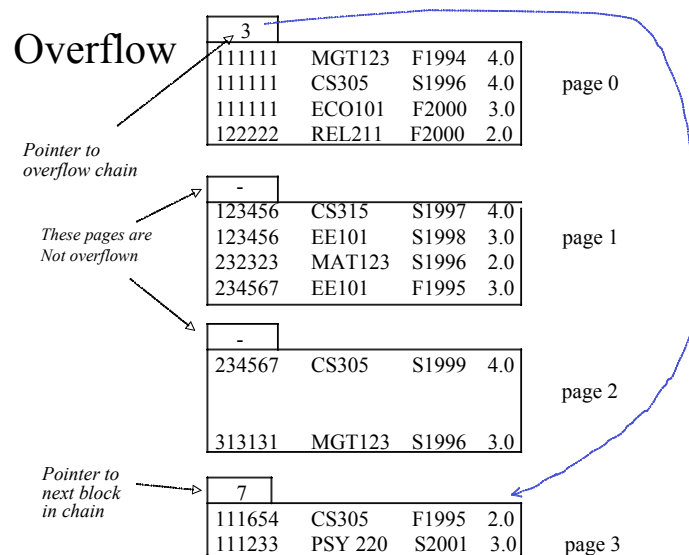 Overflow
3
111111 MGT123 F1994 4.0
111111 CS305 S1996 4.0
111111 ECO101 F2000 3.0
122222 REL211 F2000 2.0
page 0
Pointer to
overflow chain
-
123456 CS315 S1997 4.0
123456 EE101 S1998 3.0
232323 MAT123 S1996 2.0
234567 EE101 F1995 3.0
page 1
These pages are
Not overflown
-
234567 CS305 S1999 4.0
313131 MGT123 S1996 3.0
page 2
Pointer to
next block
in chain
7
111654 CS305 F1995 2.0
111233 PSY 220 S2001 3.0
page 3